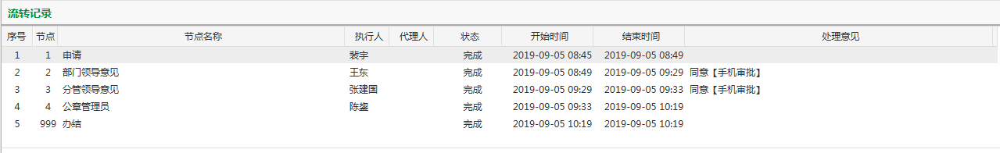 流转记录
序号 节点 节点名称 执行人 代理人 状态 开始时间 结束时间 处理意见
1 1 申请 裴宇 完成 2019-09-05 08:45 2019-09-05 08:49
2 2 部门领导意见 王东 完成 2019-09-05 08:49 2019-09-05 09:29 同意【手机审批】
3 3 分管领导意见 张建国 完成 2019-09-05 09:29 2019-09-05 09:33 同意【手机审批】
4 4 公章管理员 陈鋆 完成 2019-09-05 09:33 2019-09-05 10:19
5 999 办结 完成 2019-09-05 10:19 2019-09-05 10:19